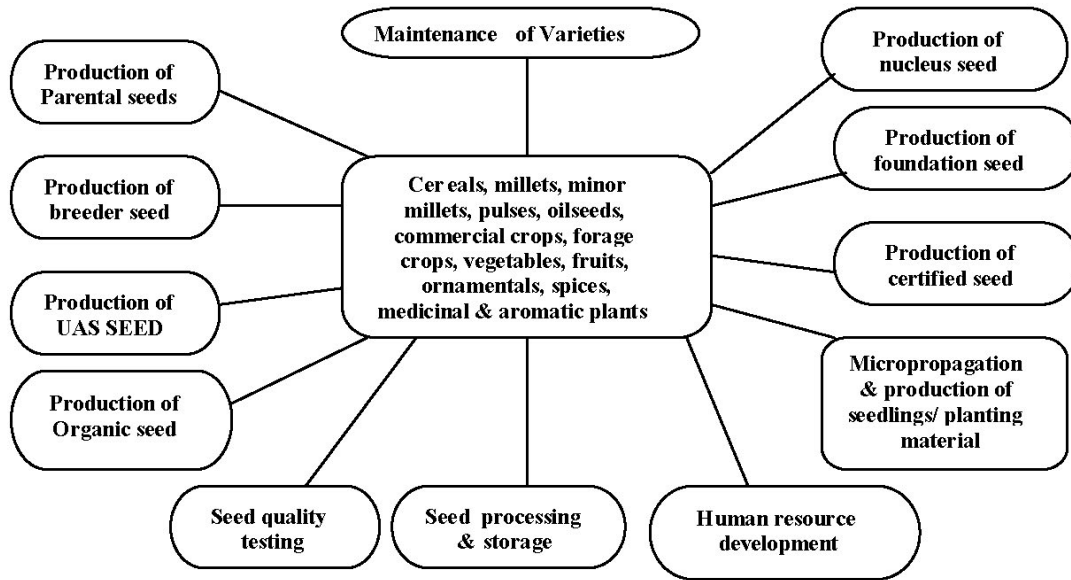 Maintenance of Varieties
Production of
Parental seeds
Production of
breeder seed
Production of
UAS SEED
Production of
Organic seed
Cereals, millets, minor
millets, pulses, oilseeds,
commercial crops, forage
crops, vegetables, fruits,
ornamentals, spices,
medicinal & aromatic plants
Production of
nucleus seed
Production of
foundation seed
Production of
certified seed
Micropropagation
& production of
seedlings/ planting
material
Seed quality
testing
Seed processing
& storage
Human resource
development